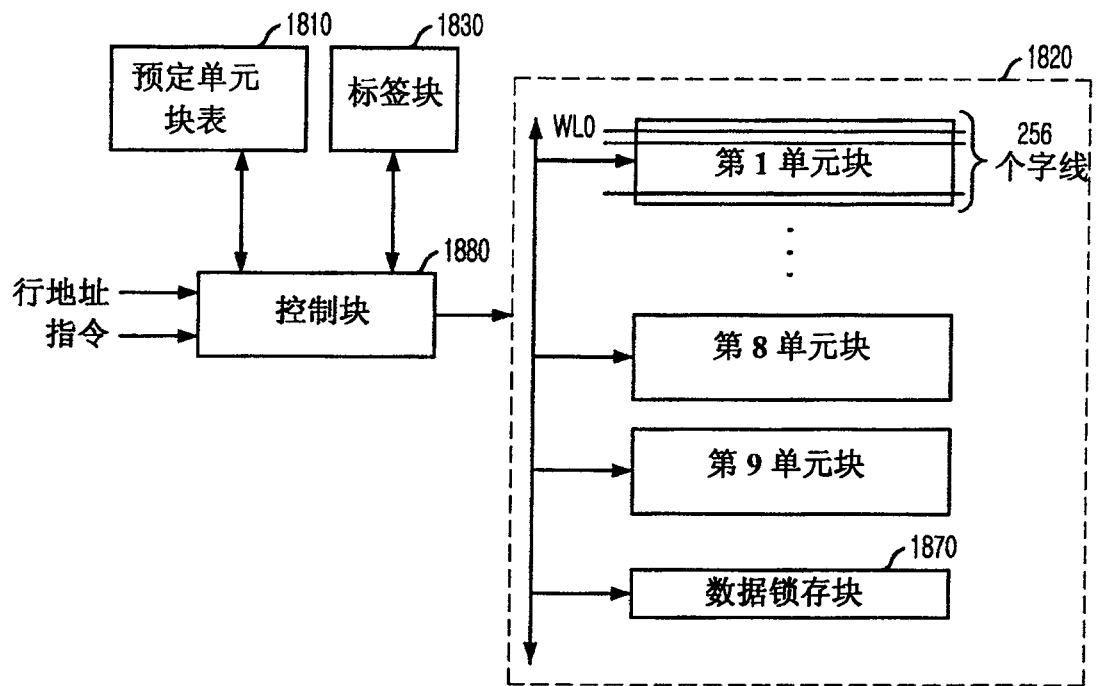 1810
预定单元
块表
1830
标签块
1820
WL0
第1单元块
256
个字线
1880
行地址
指令
控制块
第8单元块
第9单元块
1870
数据锁存块